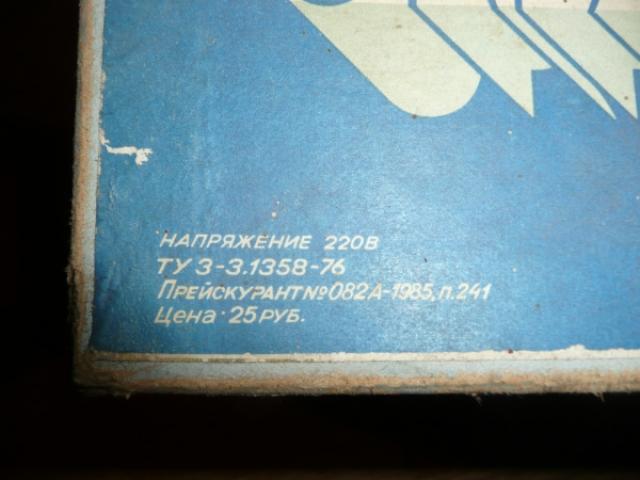 НАПРЯЖЕНИЕ 220В
ТУ 3-3.1358-76
ПРЕЙСКУРАНТ №082А-1985, п.241
Цена 25 РУБ.